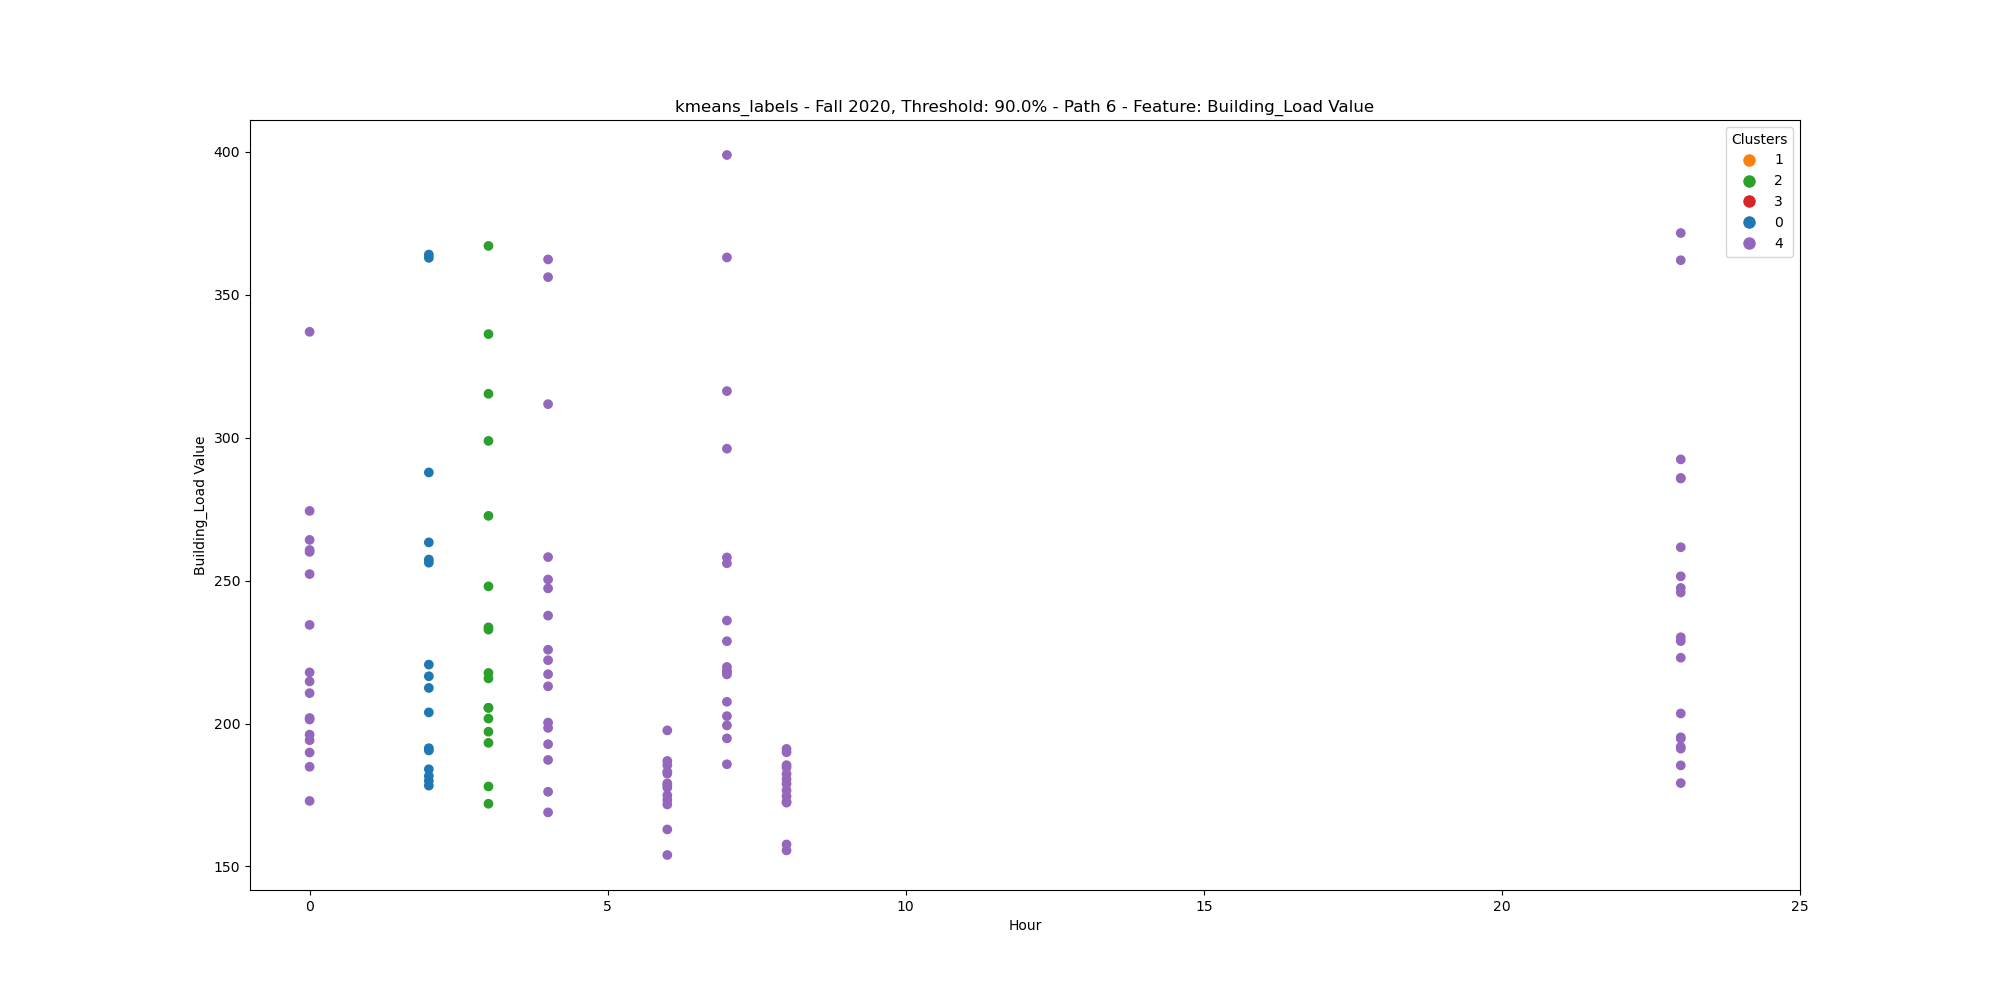 kmeans_labels - Fall 2020, Threshold: 90.0% - Path 6 - Feature: Building_Load Value
Clusters
1
2
3
0
4
400
350
300
250
200
150
Building_Load Value
0 5 10 15 20 25
Hour